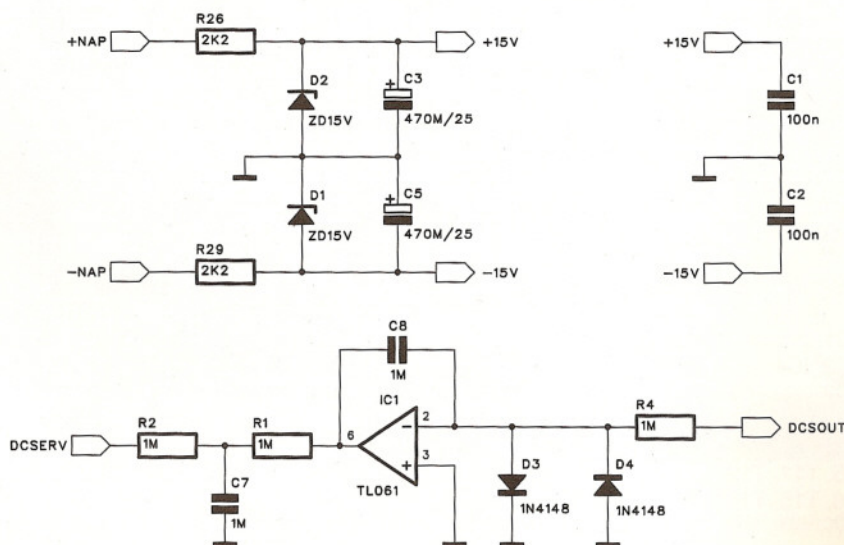 R26
+NAP 2K2 +15V +15V
D2 C3 C1
+
ZD15V 470M/25 100n
D1 C5 C2
+
ZD15V 470M/25 100n
R29
-NAP 2K2 -15V -15V
C8
1M
IC1
R2 R1 6 2 R4
DCSERV 1M 1M - 1M DCSOUT
3
+
C7 TL061 D3 D4
1M 1N4148 1N4148